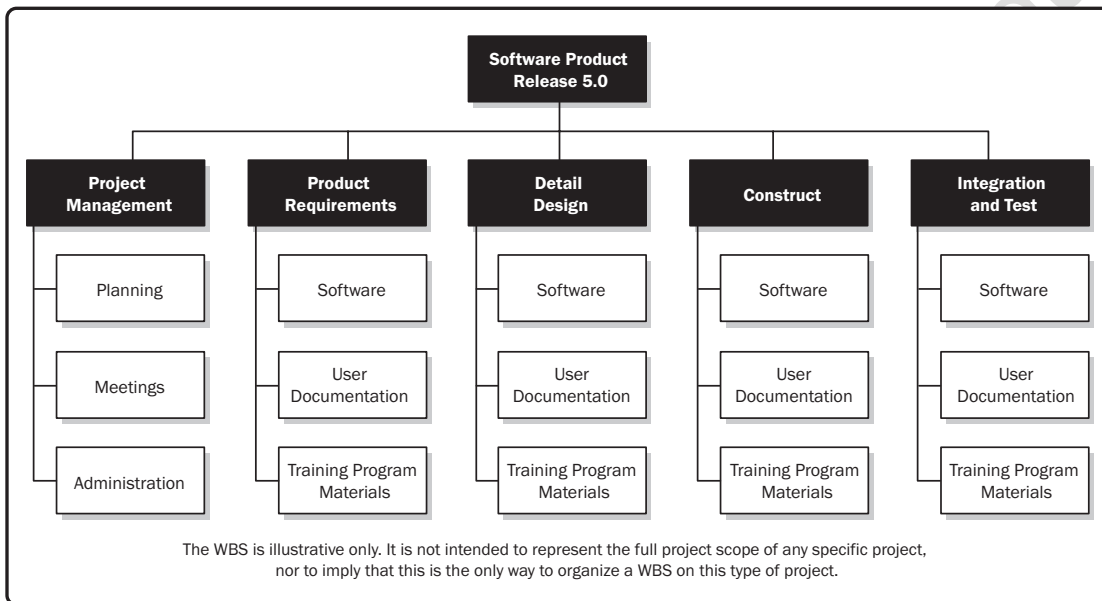 Software Product
Release 5.0
Project
Management
Product
Requirements
Detail
Design
Construct
Integration
and Test
Planning
Software
Software
Software
Software
Meetings
User
Documentation
User
Documentation
User
Documentation
User
Documentation
Administration
Training Program
Materials
Training Program
Materials
Training Program
Materials
Training Program
Materials
The WBS is illustrative only. It is not intended to represent the full project scope of any specific project,
nor to imply that this is the only way to organize a WBS on this type of project.